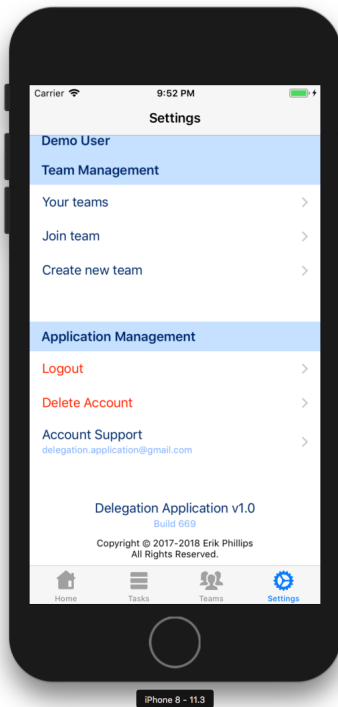 Carrier 9:52 PM
Settings
Demo User
Team Management
Your teams
Join team
Create new team
Application Management
Logout
Delete Account
Account Support
delegation.application@gmail.com
Delegation Application v1.0
Build 669
Copyright © 2017-2018 Erik Phillips
All Rights Reserved.
Home Tasks Teams Settings
iPhone 8 - 11.3